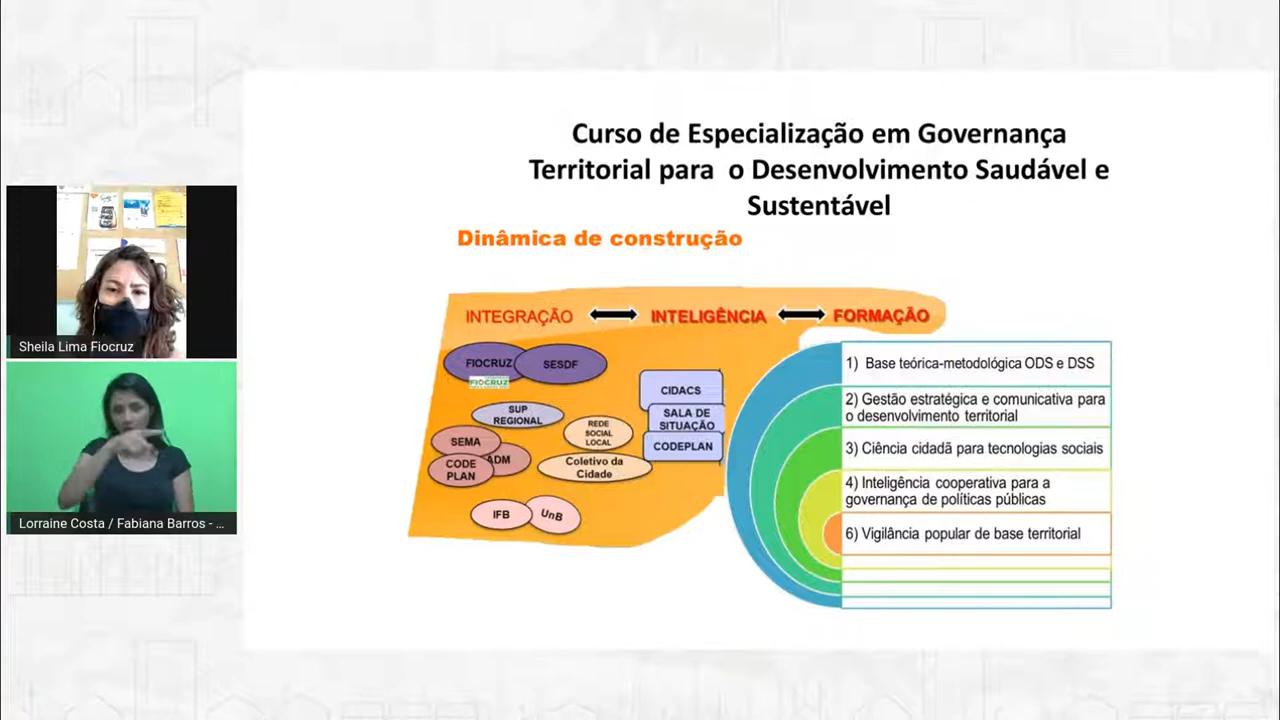 Curso de Especialização em Governança
Territorial para o Desenvolvimento Saudável e
Sustentável
Dinâmica de construção
INTEGRAÇÃO
INTELIGÊNCIA
FORMAÇÃO
FIOCRUZ
SESDF
FIOCRUZ
SUP
REGIONAL
SEMA
ADM
CODE
PLAN
REDE
SOCIAL
LOCAL
Coletivo da
Cidade
IFB
UnB
CIDACS
SALA DE
SITUAÇÃO
CODEPLAN
1) Base teórica-metodológica ODS e DSS
2) Gestão estratégica e comunicativa para
o desenvolvimento territorial
3) Ciência cidadã para tecnologias sociais
4) Inteligência cooperativa para a
governança de políticas públicas
6) Vigilância popular de base territorial
Sheila Lima Fiocruz
Lorraine Costa / Fabiana Barros - ...